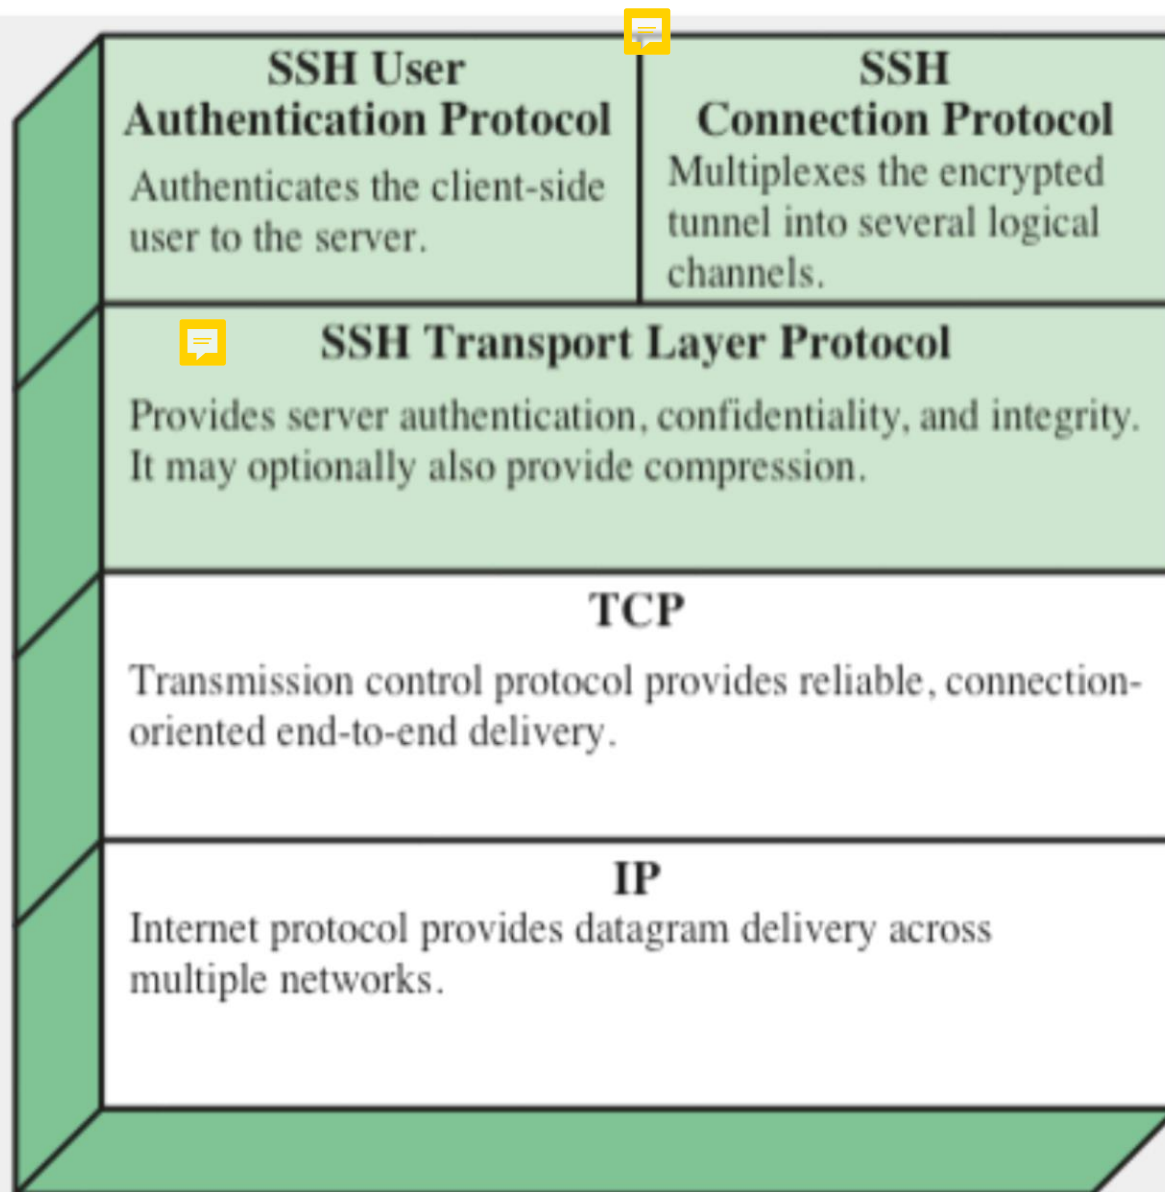 SSH User
Authentication Protocol
Authenticates the client-side
user to the server.
SSH
Connection Protocol
Multiplexes the encrypted
tunnel into several logical
channels.
SSH Transport Layer Protocol
Provides server authentication, confidentiality, and integrity.
It may optionally also provide compression.
TCP
Transmission control protocol provides reliable, connection-
oriented end-to-end delivery.
IP
Internet protocol provides datagram delivery across
multiple networks.